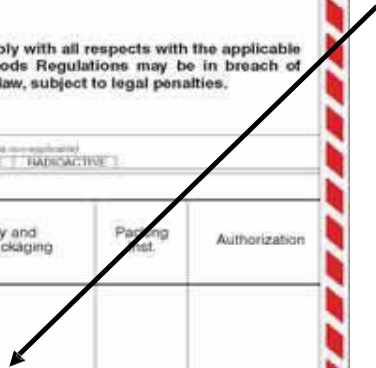 ply with all respects with the applicable
ods Regulations may be in breach of
law, subject to legal penalties.
RADIOACTIVE
y and
ckaging
Packing
Inst.
Authorization